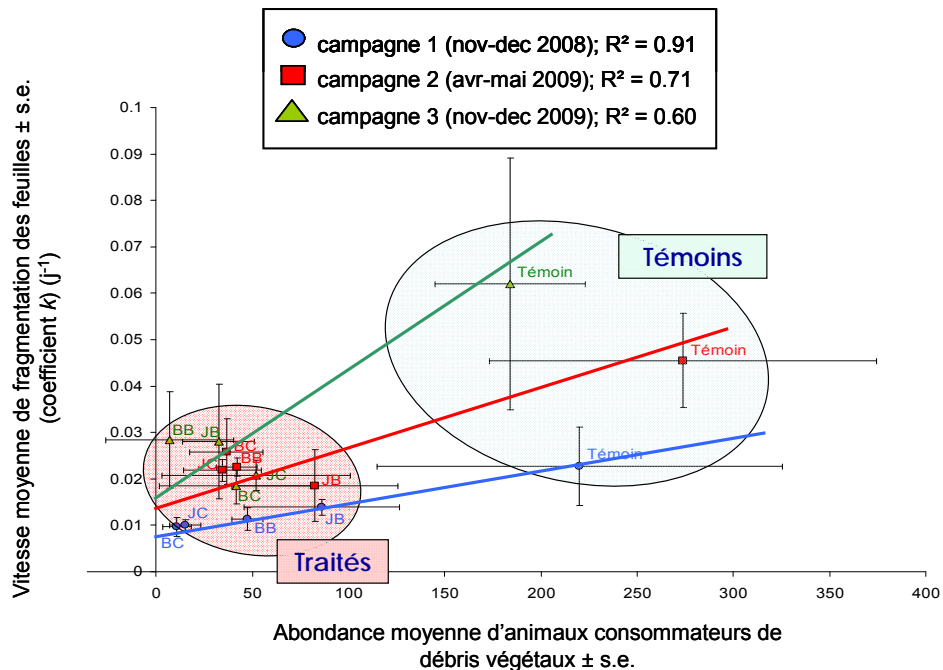 campagne 1 (nov-dec 2008); R² = 0.91
campagne 2 (avr-mai 2009); R² = 0.71
campagne 3 (nov-dec 2009); R² = 0.60
Vitesse moyenne de fragmentation des feuilles ± s.e.
(coefficient k) (j-1)
0.1
0.09
0.08
0.07
0.06
0.05
0.04
0.03
0.02
0.01
0
Témoins
Témoin
Témoin
Témoin
BB
JB
BC
BB
JC
JC
BC
JB
JC
BC
BB
JB
Traités
0
50
100
150
200
250
300
350
400
Abondance moyenne d'animaux consommateurs de
débris végétaux ± s.e.